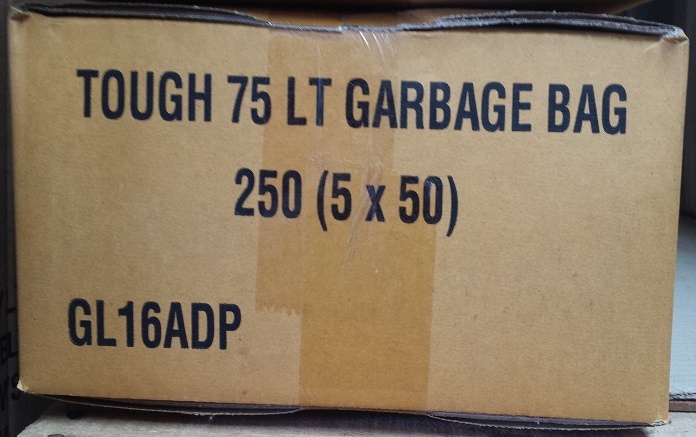 TOUGH 75 LT GARBAGE BAG
250 (5 x 50)
GL16ADP